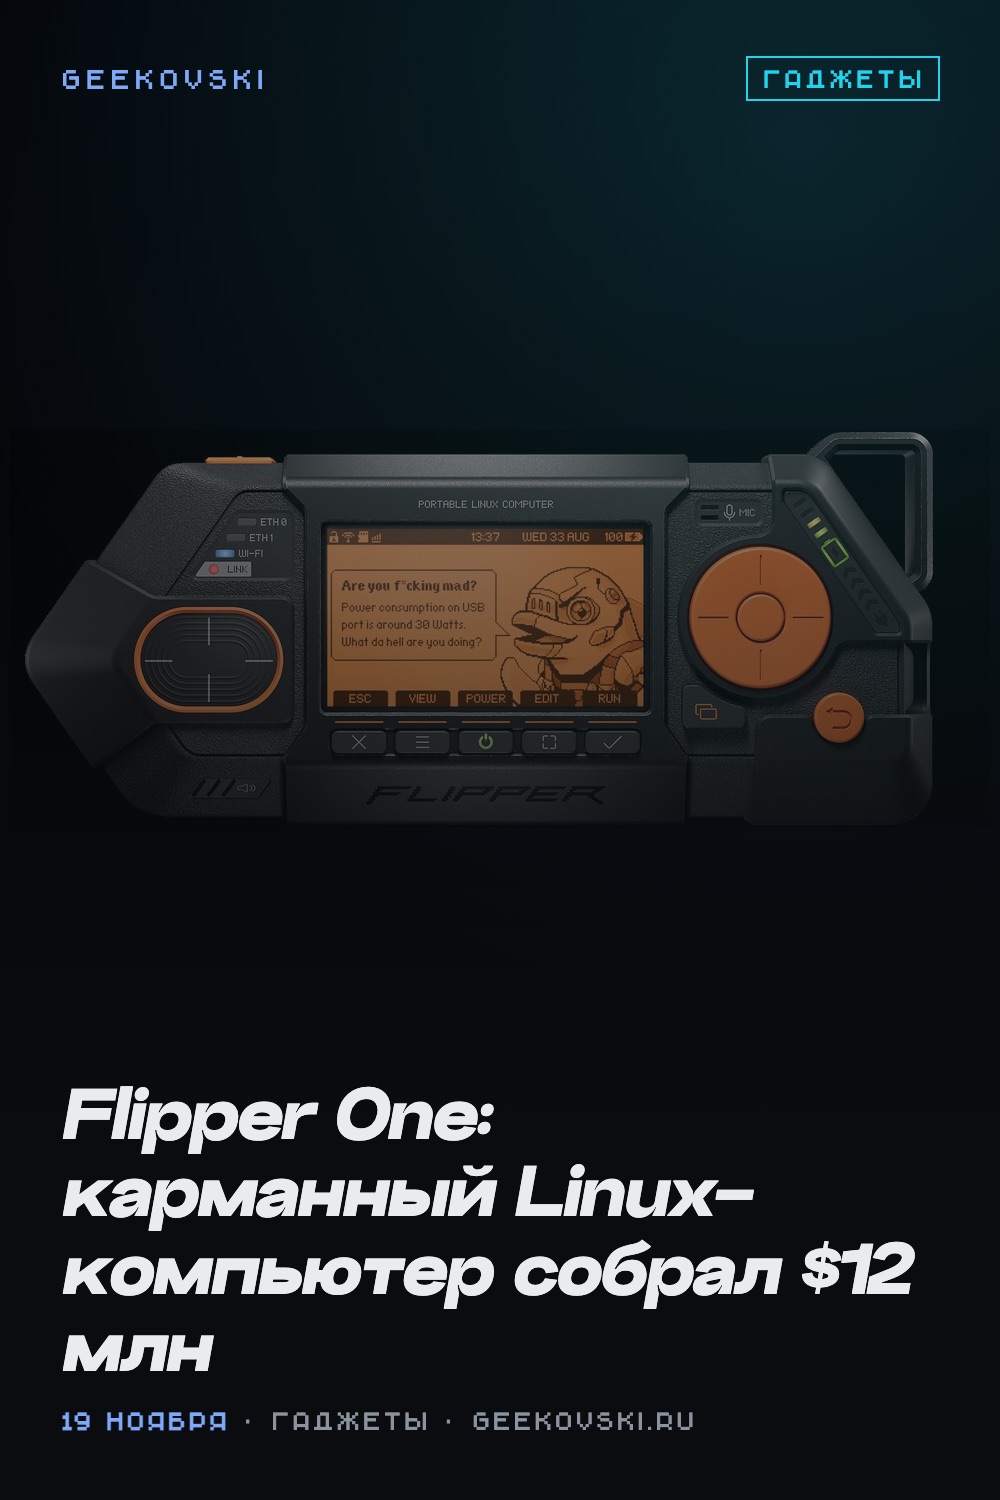 GEEKOVSKI
ГАДЖЕТЫ
PORTABLE LINUX COMPUTER
ETH 0
ETH 1
WI-FI
LINK
MIC
13:37 WED 33 AUG 100
Are you f*cking mad?
Power consumption on USB
port is around 30 Watts.
What da hell are you doing?
ESC VIEW POWER EDIT RUN
FLIPPER
Flipper One:
карманный Linux-
компьютер собрал $12
млн
19 НОЯБРЯ · ГАДЖЕТЫ · GEEKOVSKI.RU